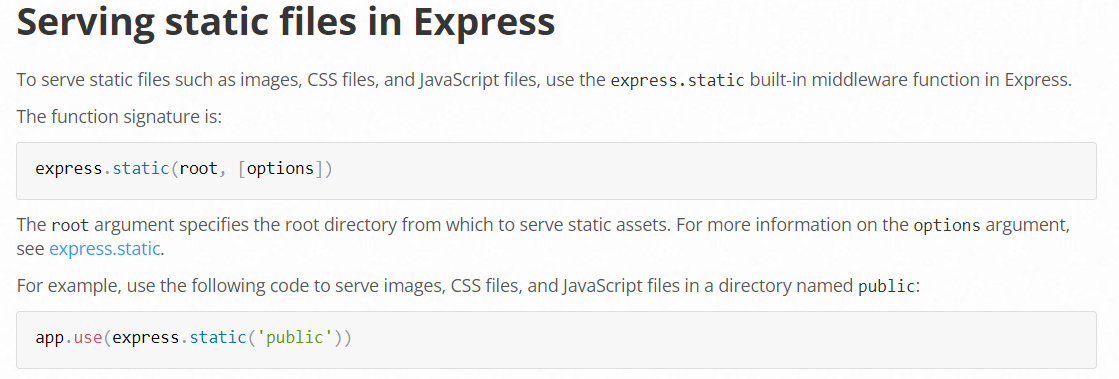 Serving static files in Express
To serve static files such as images, CSS files, and JavaScript files, use the express.static built-in middleware function in Express.
The function signature is:
express.static(root, [options])
The root argument specifies the root directory from which to serve static assets. For more information on the options argument,
see express.static.
For example, use the following code to serve images, CSS files, and JavaScript files in a directory named public:
app.use(express.static('public'))